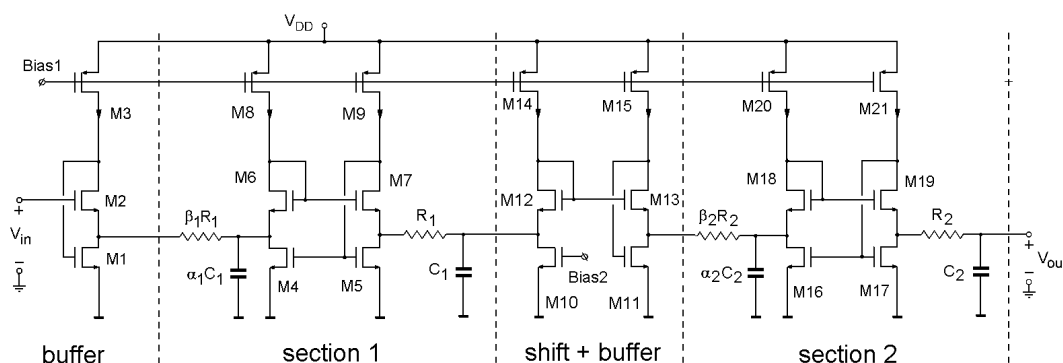 V_DD
Bias1
M3
M8
M9
M14
M15
M20
M21
M6
M7
M12
M13
M18
M19
M2
+
V_in
−
β₁R₁
R₁
β₂R₂
R₂
+
V_ou
−
M1
α₁C₁
M4
M5
C₁
Bias2
M10
M11
α₂C₂
M16
M17
C₂
buffer
section 1
shift + buffer
section 2